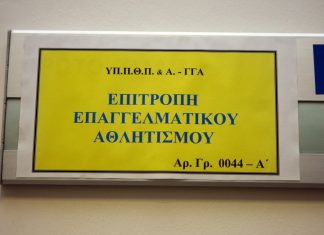 ΥΠ.Π.Θ.Π. & Α. - ΓΓΑ
ΕΠΙΤΡΟΠΗ
ΕΠΑΓΓΕΛΜΑΤΙΚΟΥ
ΑΘΛΗΤΙΣΜΟΥ
Αρ. Γρ. 0044 – Α΄